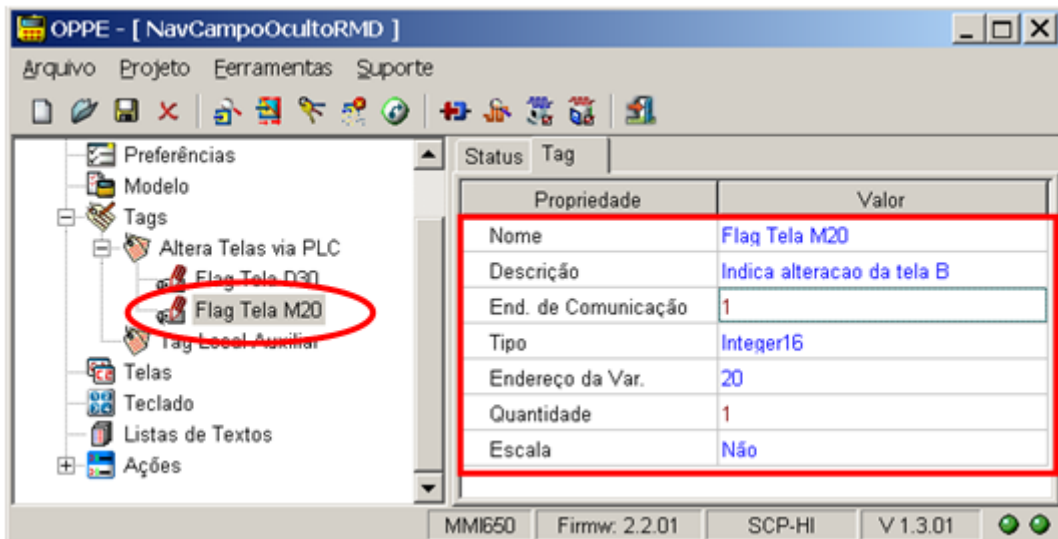 OPPE - [ NavCampoOcultoRMD ]
Arquivo Projeto Ferramentas Suporte
Preferências
Modelo
Tags
Altera Telas via PLC
Flag Tela D30
Flag Tela M20
Tag Local Auxiliar
Telas
Teclado
Listas de Textos
Ações
Status Tag
Propriedade Valor
Nome Flag Tela M20
Descrição Indica alteracao da tela B
End. de Comunicação 1
Tipo Integer16
Endereço da Var. 20
Quantidade 1
Escala Não
MMI650 Firmw: 2.2.01 SCP-HI V 1.3.01